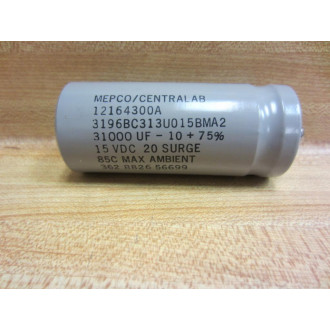 MEPCO/CENTRALAB
12164300A
3196BC313U015BMA2
31000 UF - 10 + 75%
15 VDC 20 SURGE
85C MAX AMBIENT
362 8826 56699